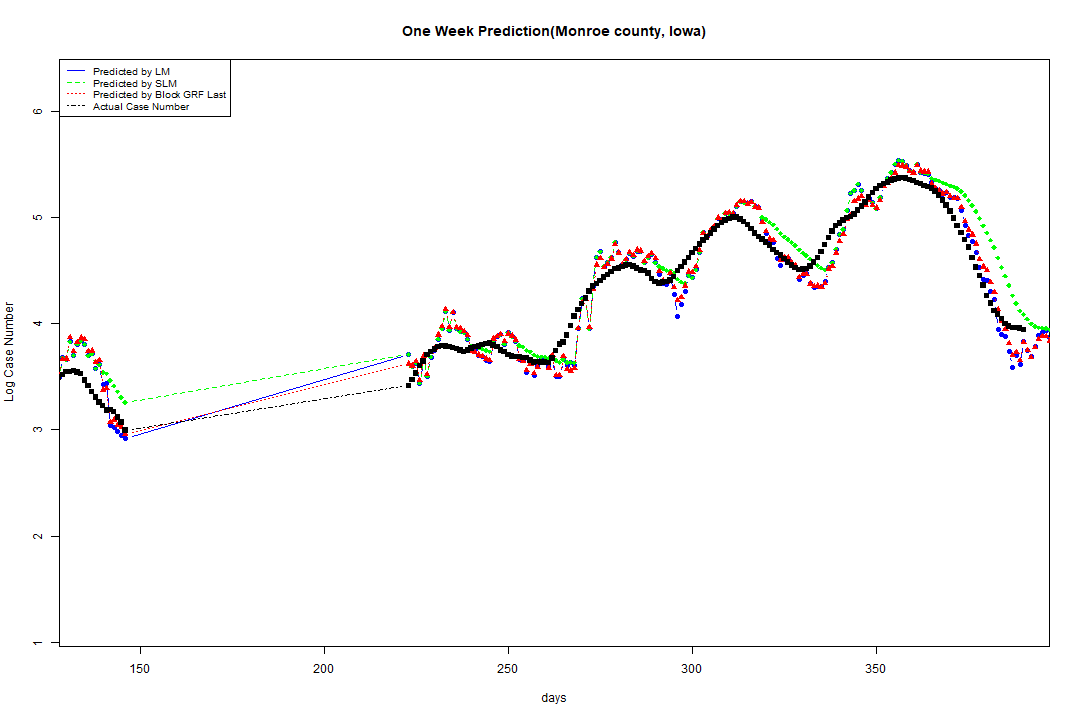 One Week Prediction(Monroe county, Iowa)
Predicted by LM
Predicted by SLM
Predicted by Block GRF Last
Actual Case Number
Log Case Number
6
5
4
3
2
1
150 200 250 300 350
days